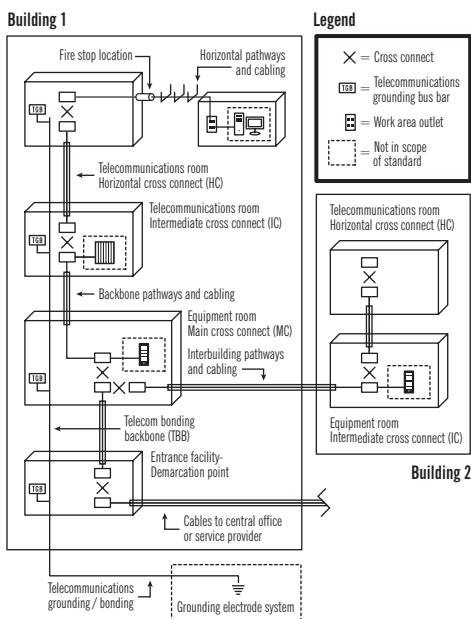 Building 1
Fire stop location
Horizontal pathways
and cabling
TGB
Telecommunications room
Horizontal cross connect (HC)
Telecommunications room
Intermediate cross connect (IC)
TGB
Backbone pathways and cabling
Equipment room
Main cross connect (MC)
Interbuilding pathways
and cabling
TGB
Telecom bonding
backbone (TBB)
Entrance facility-
Demarcation point
TGB
Cables to central office
or service provider
Telecommunications
grounding / bonding
Grounding electrode system
Legend
= Cross connect
TGB = Telecommunications
grounding bus bar
= Work area outlet
= Not in scope
of standard
Telecommunications room
Horizontal cross connect (HC)
Equipment room
Intermediate cross connect (IC)
Building 2